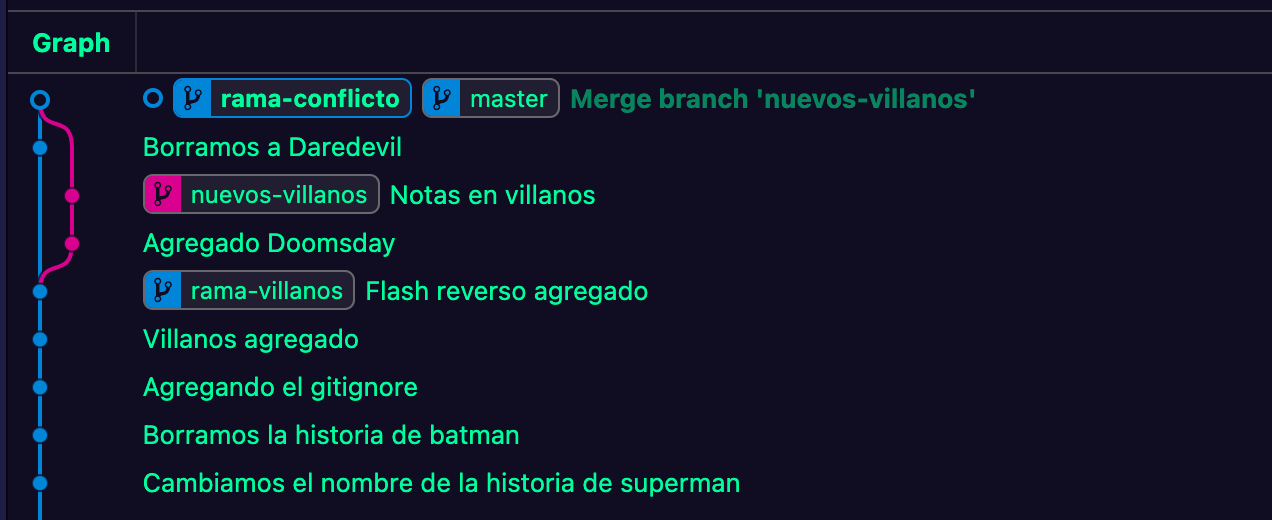 Graph
rama-conflicto master Merge branch 'nuevos-villanos'
Borramos a Daredevil
nuevos-villanos Notas en villanos
Agregado Doomsday
rama-villanos Flash reverso agregado
Villanos agregado
Agregando el gitignore
Borramos la historia de batman
Cambiamos el nombre de la historia de superman